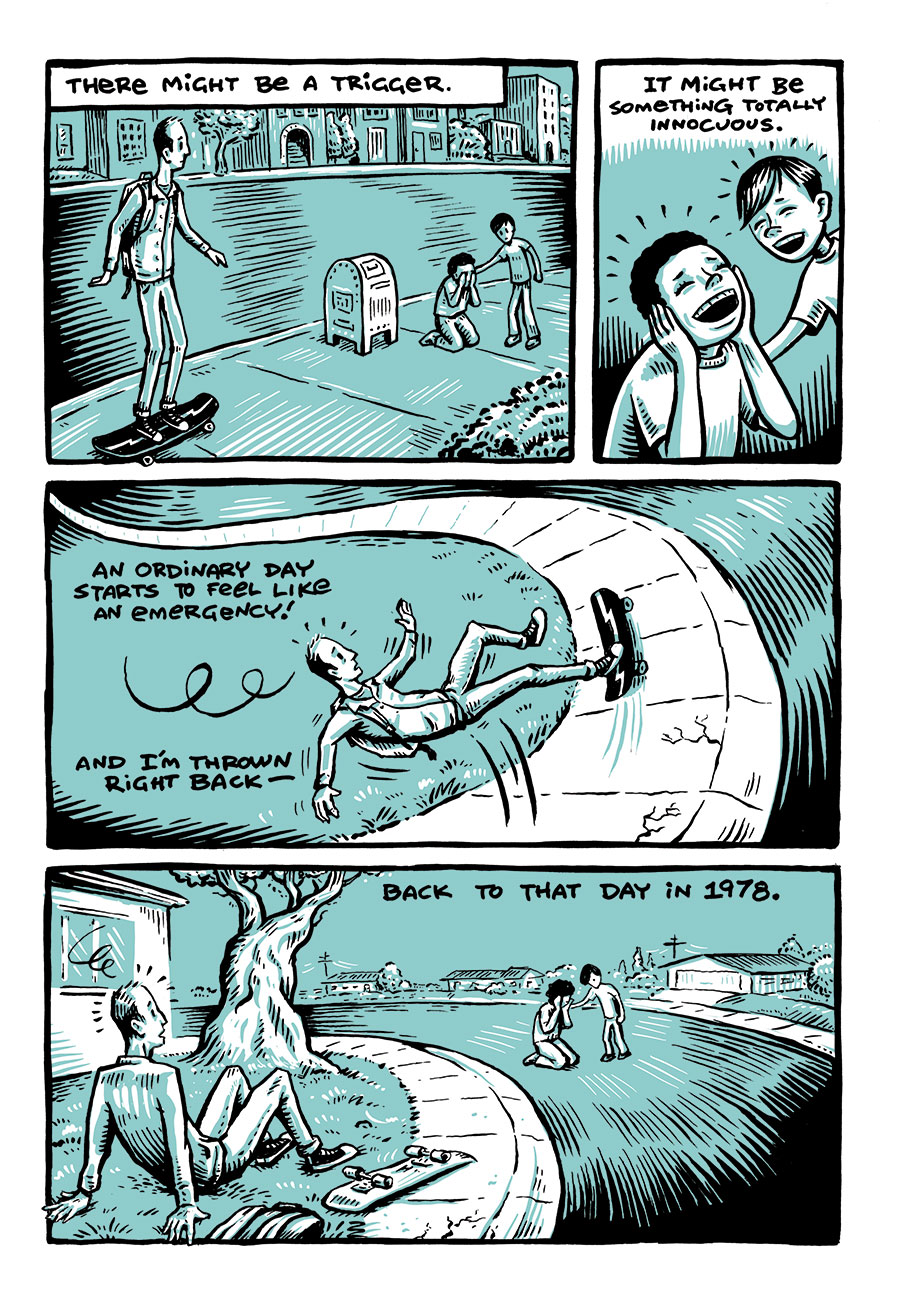 THERE MIGHT BE A TRIGGER.
IT MIGHT BE
SOMETHING TOTALLY
INNOCUOUS.
AN ORDINARY DAY
STARTS TO FEEL LIKE
AN EMERGENCY!
AND I'M THROWN
RIGHT BACK—
BACK TO THAT DAY IN 1978.